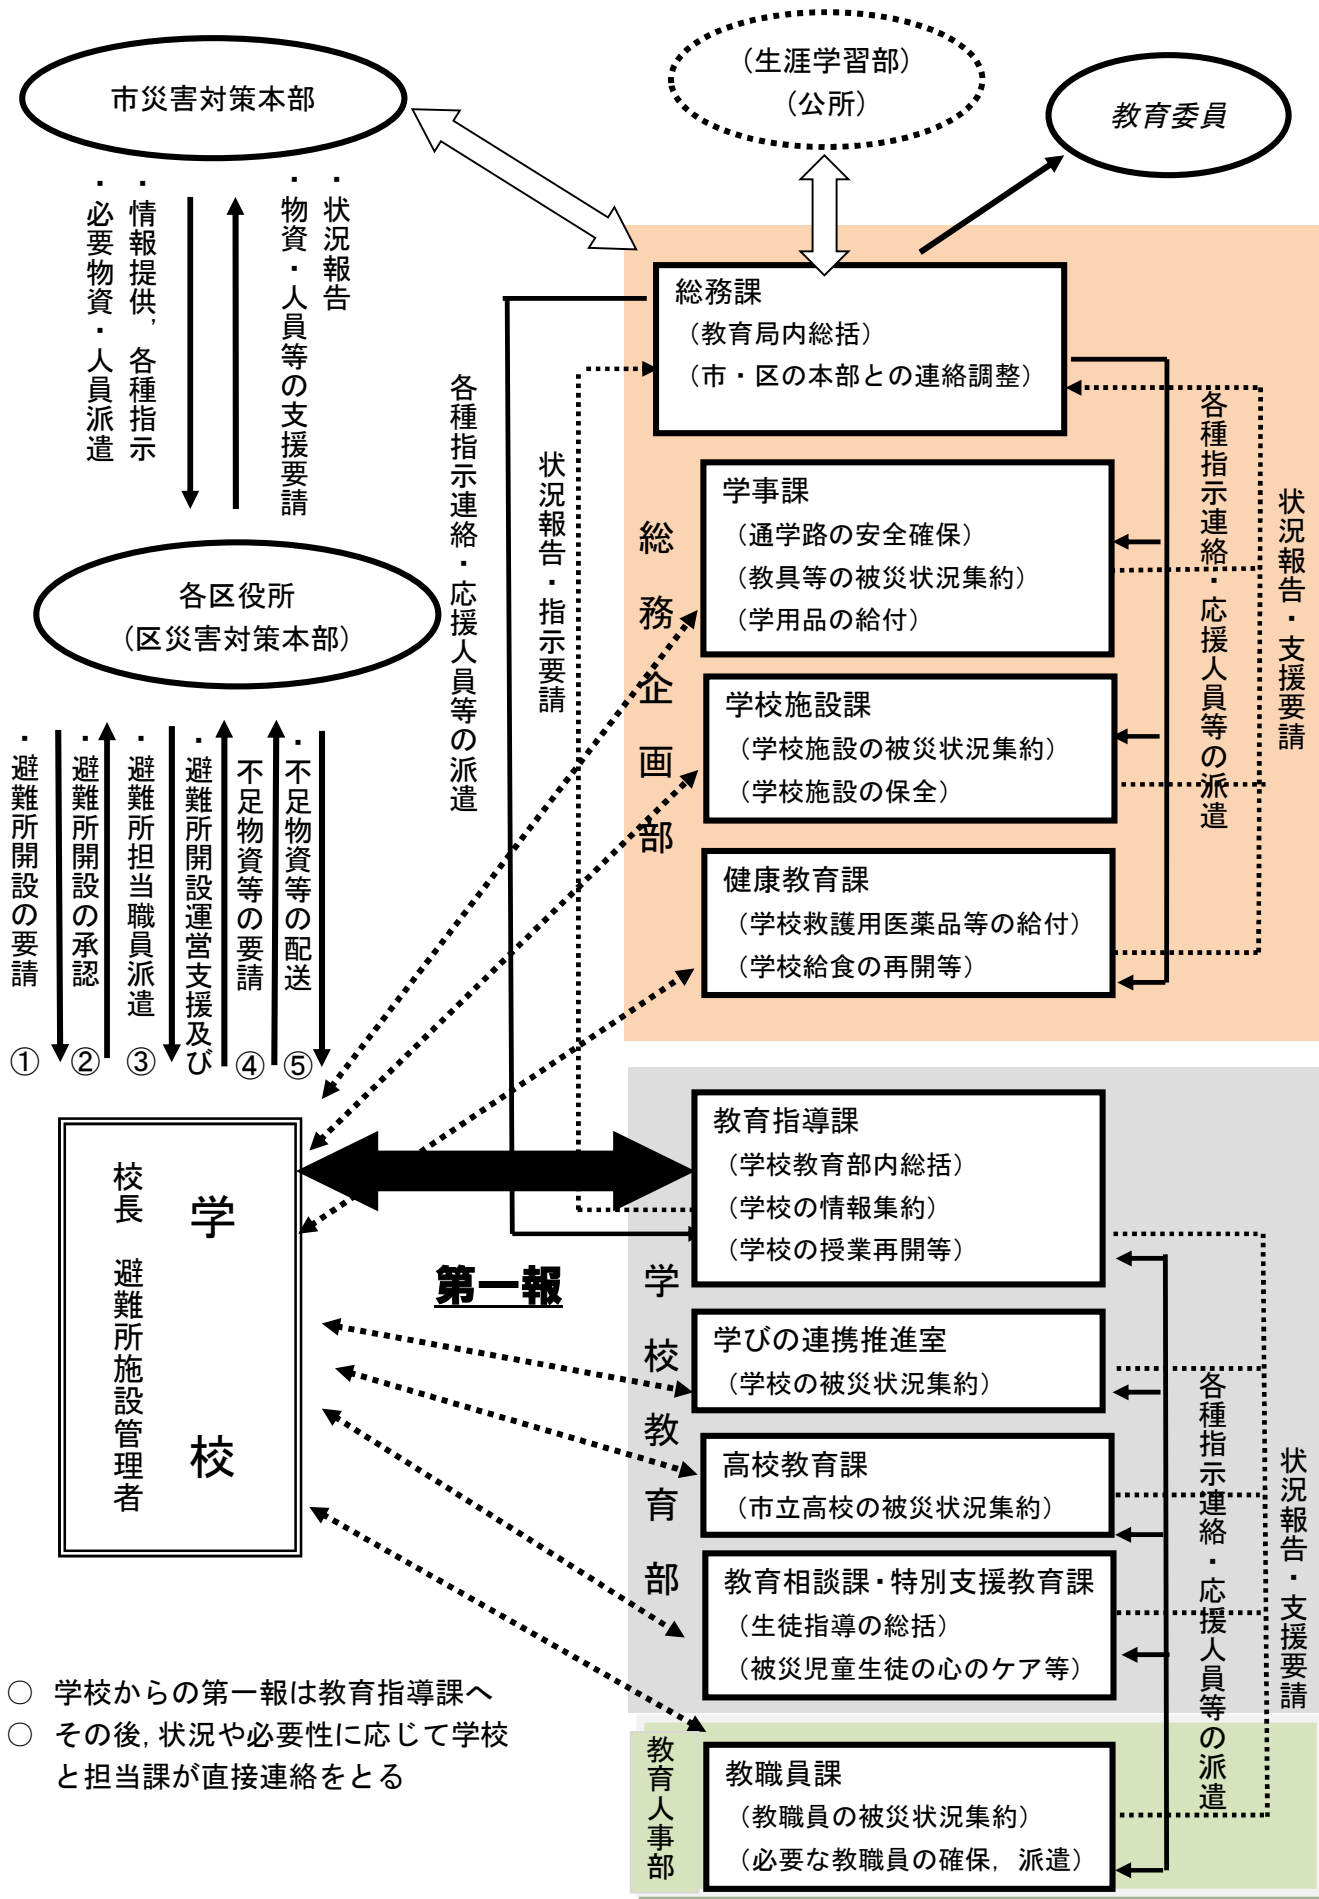 市災害対策本部
（生涯学習部）
（公所）
教育委員
・状況報告
・物資・人員等の支援要請
・情報提供，各種指示
・必要物資・人員派遣
各区役所
（区災害対策本部）
①・避難所開設の要請
②・避難所開設の承認
③・避難所担当職員派遣
・避難所開設運営支援及び
④不足物資等の要請
⑤・不足物資等の配送
各種指示連絡・応援人員等の派遣
状況報告・指示要請
総務企画部
総務課
（教育局内総括）
（市・区の本部との連絡調整）
学事課
（通学路の安全確保）
（教具等の被災状況集約）
（学用品の給付）
学校施設課
（学校施設の被災状況集約）
（学校施設の保全）
健康教育課
（学校救護用医薬品等の給付）
（学校給食の再開等）
各種指示連絡・応援人員等の派遣
状況報告・支援要請
学校
校長　避難所施設管理者
第一報
学校教育部
教育指導課
（学校教育部内総括）
（学校の情報集約）
（学校の授業再開等）
学びの連携推進室
（学校の被災状況集約）
高校教育課
（市立高校の被災状況集約）
教育相談課・特別支援教育課
（生徒指導の総括）
（被災児童生徒の心のケア等）
教育人事部
教職員課
（教職員の被災状況集約）
（必要な教職員の確保，派遣）
各種指示連絡・応援人員等の派遣
状況報告・支援要請
○　学校からの第一報は教育指導課へ
○　その後，状況や必要性に応じて学校
と担当課が直接連絡をとる